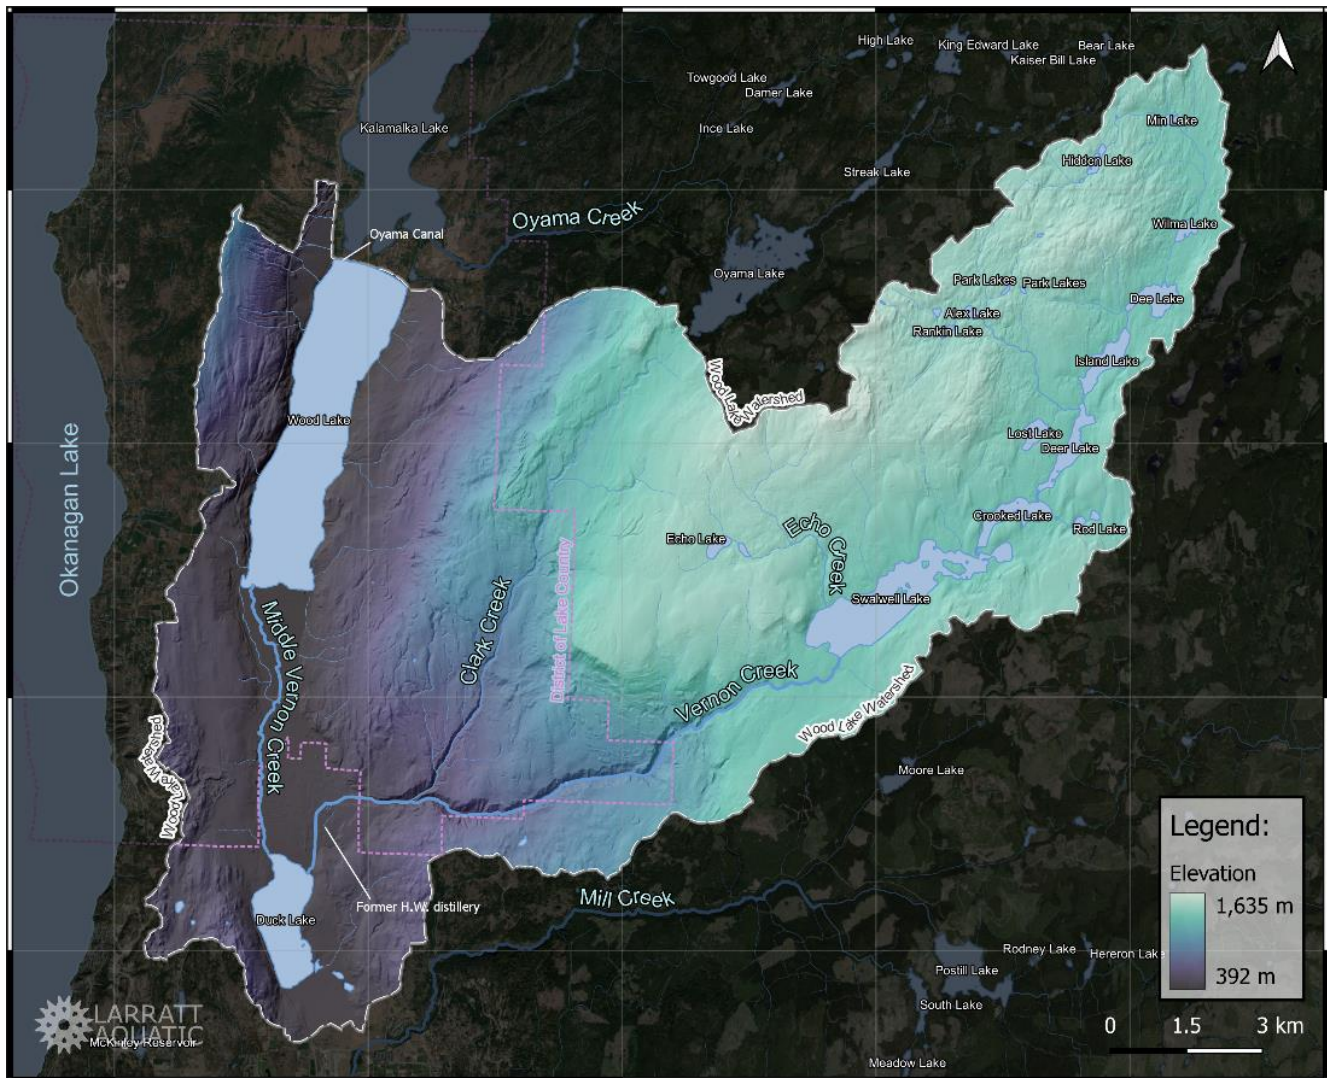 High Lake
King Edward Lake
Bear Lake
Kaiser Bill Lake
Towgood Lake
Damer Lake
Kalamalka Lake
Ince Lake
Min Lake
Hidden Lake
Streak Lake
Oyama Creek
Oyama Canal
Wilma Lake
Oyama Lake
Park Lakes
Park Lakes
Dee Lake
Alex Lake
Rankin Lake
Island Lake
Wood Lake
Watershed
Wood Lake
Lost Lake
Deer Lake
Okanagan Lake
Echo Lake
Echo Creek
Crooked Lake
Rod Lake
Swalwell Lake
Middle Vernon Creek
Clark Creek
District of Lake Country
Vernon Creek
Wood Lake Watershed
Wood Lake Watershed
Moore Lake
Mill Creek
Former H.W. distillery
Duck Lake
Legend:
Elevation
1,635 m
392 m
Rodney Lake
Hereron Lake
Postill Lake
South Lake
LARRATT
AQUATIC
McKinley Reservoir
Meadow Lake
0 1.5 3 km